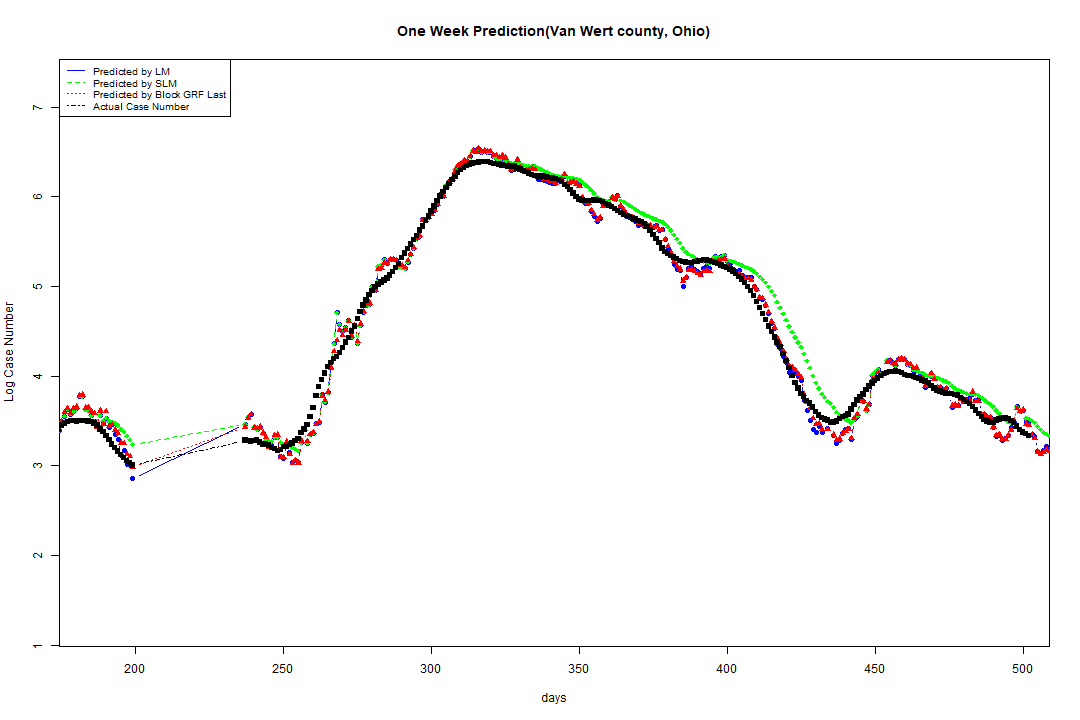 One Week Prediction(Van Wert county, Ohio)
Predicted by LM
Predicted by SLM
Predicted by Block GRF Last
Actual Case Number
Log Case Number
7
6
5
4
3
2
1
200 250 300 350 400 450 500
days